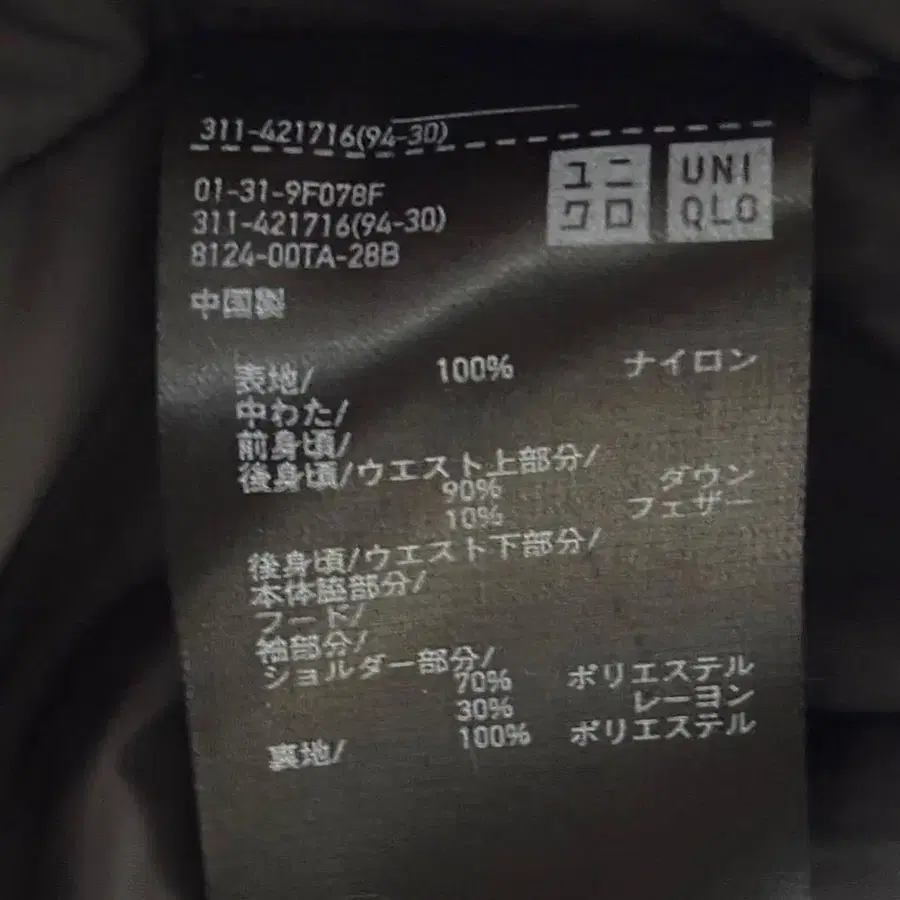 311-421716(94-30)
ユニ
クロ
UNI
QLO
01-31-9F078F
311-421716(94-30)
8124-00TA-28B
中国製
表地/ 100% ナイロン
中わた/
前身頃/
後身頃/ウエスト上部分/
90% ダウン
10% フェザー
後身頃/ウエスト下部分/
本体脇部分/
フード/
袖部分/
ショルダー部分/
70% ポリエステル
30% レーヨン
裏地/ 100% ポリエステル